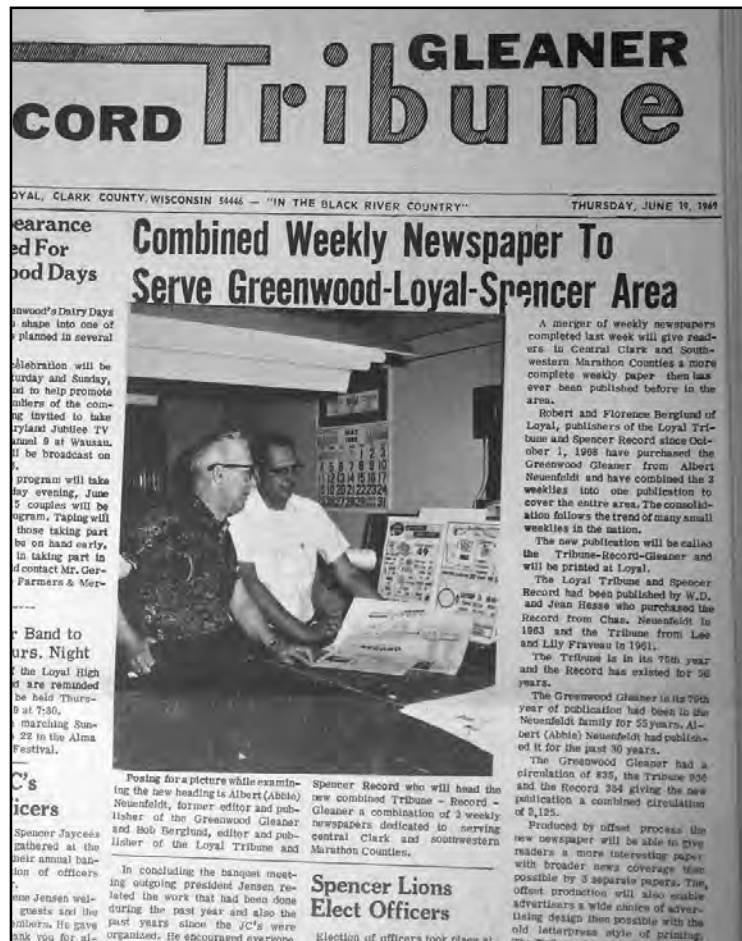 GLEANER
CORD Tribune
OYAL, CLARK COUNTY, WISCONSIN 54446 — "IN THE BLACK RIVER COUNTRY"
THURSDAY, JUNE 19, 1969
earance
ed For
ood Days
enwood's Dairy Days
shape into one of
planned in several
celebration will be
turday and Sunday,
nd to help promote
mbers of the com-
ng invited to take
ryland Jubilee TV
annel 9 at Wausau.
ll be broadcast on
program will take
day evening, June
5 couples will be
ogram. Taping will
those taking part
be on hand early.
in taking part in
d contact Mr. Ger-
Farmers & Mer-
r Band to
urs. Night
f the Loyal High
d are reminded
be held Thurs-
9 at 7:30.
marching Sun-
22 in the Alma
Festival.
C's
icers
Spencer Jaycees
gathered at the
heir annual ban-
ion of officers
ene Jensen wel-
guests and the
embers. He gave
ank you for al-
Combined Weekly Newspaper To
Serve Greenwood-Loyal-Spencer Area
MAY
RECORD
Posing for a picture while examin-
ing the new heading is Albert (Abbie)
Neuenfeldt, former editor and pub-
lisher of the Greenwood Gleaner
and Bob Berglund, editor and pub-
lisher of the Loyal Tribune and
Spencer Record who will head the
new combined Tribune - Record -
Gleaner a combination of 3 weekly
newspapers dedicated to serving
central Clark and southwestern
Marathon Counties.
In concluding the banquet meet-
ing outgoing president Jensen re-
lated the work that had been done
during the past year and also the
past years since the JC's were
organized. He encouraged everyone
Spencer Lions
Elect Officers
Election of officers took place at
A merger of weekly newspapers
completed last week will give read-
ers in Central Clark and South-
western Marathon Counties a more
complete weekly paper then has
ever been published before in the
area.
Robert and Florence Berglund of
Loyal, publishers of the Loyal Tri-
bune and Spencer Record since Oct-
ober 1, 1968 have purchased the
Greenwood Gleaner from Albert
Neuenfeldt and have combined the 3
weeklies into one publication to
cover the entire area. The consolid-
ation follows the trend of many small
weeklies in the nation.
The new publication will be called
the Tribune-Record-Gleaner and
will be printed at Loyal.
The Loyal Tribune and Spencer
Record had been published by W.D.
and Jean Hesse who purchased the
Record from Chas. Neuenfeldt in
1963 and the Tribune from Lee
and Lily Fraveau in 1961.
The Tribune is in its 75th year
and the Record has existed for 56
years.
The Greenwood Gleaner in its 79th
year of publication had been in the
Neuenfeldt family for 55 years. Al-
bert (Abbie) Neuenfeldt had publish-
ed it for the past 30 years.
The Greenwood Gleaner had a
circulation of 835, the Tribune 936
and the Record 354 giving the new
publication a combined circulation
of 2,125.
Produced by offset process the
new newspaper will be able to give
readers a more interesting paper
with broader news coverage than
possible by 3 separate papers. The
offset production will also enable
advertisers a wide choice of adver-
tising design then possible with the
old letterpress style of printing.